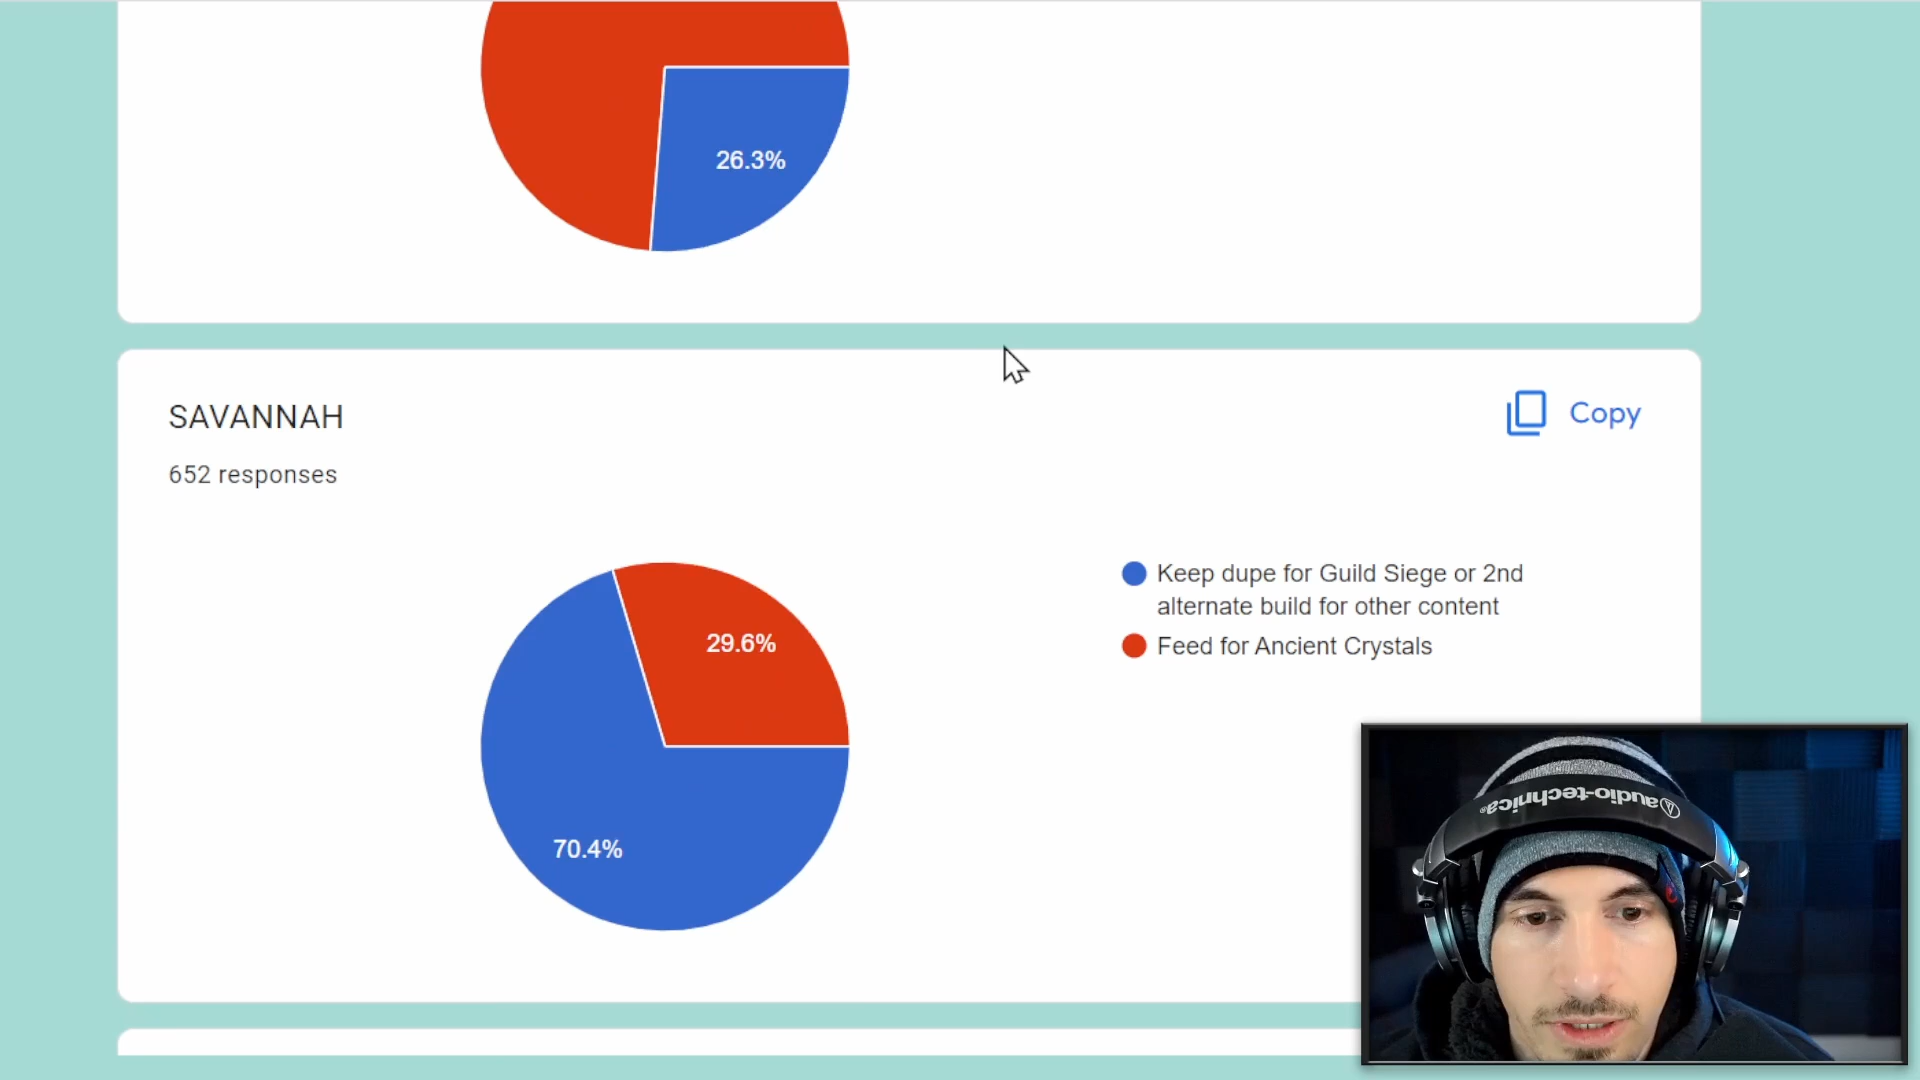 26.3%
SAVANNAH
Copy
652 responses
Keep dupe for Guild Siege or 2nd
alternate build for other content
Feed for Ancient Crystals
29.6%
70.4%
audio-technica